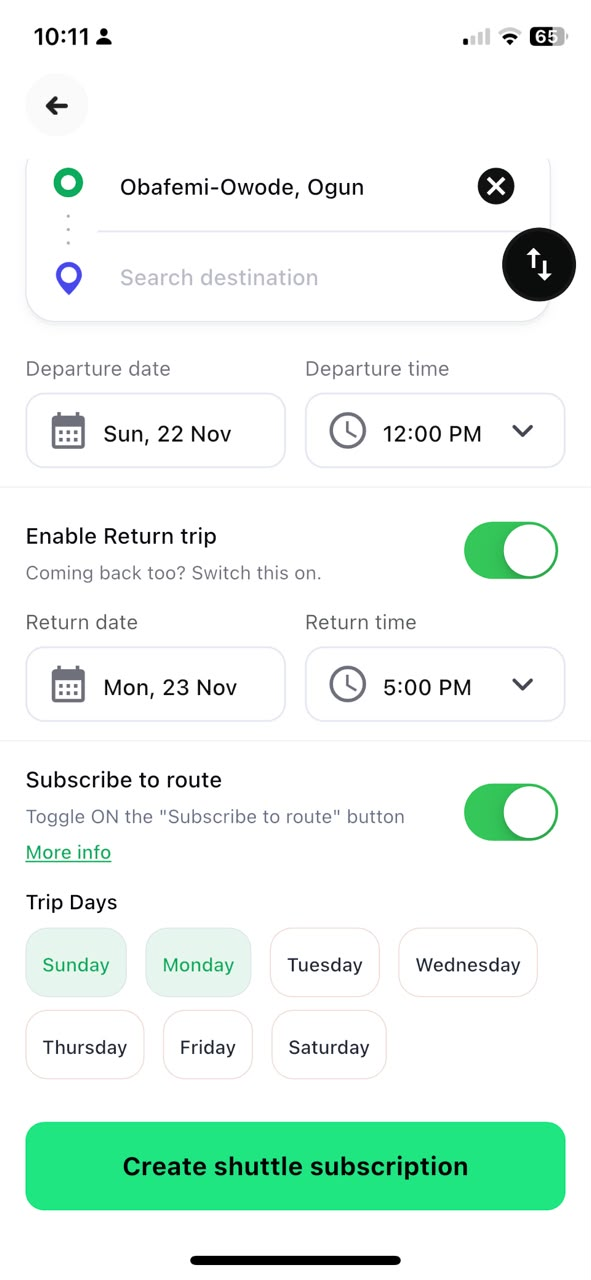 10:11
65
Obafemi-Owode, Ogun
Search destination
Departure date
Departure time
Sun, 22 Nov
12:00 PM
Enable Return trip
Coming back too? Switch this on.
Return date
Return time
Mon, 23 Nov
5:00 PM
Subscribe to route
Toggle ON the "Subscribe to route" button
More info
Trip Days
Sunday
Monday
Tuesday
Wednesday
Thursday
Friday
Saturday
Create shuttle subscription